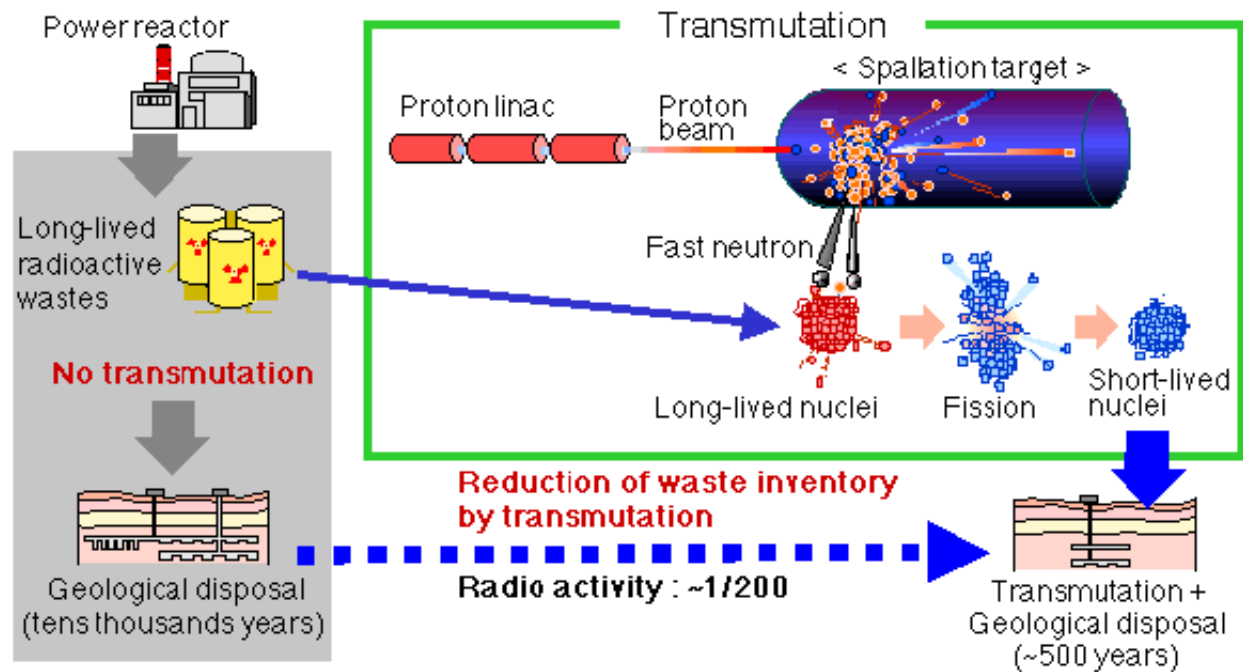 Power reactor
Long-lived
radioactive
wastes
No transmutation
Geological disposal
(tens thousands years)
Transmutation
< Spallation target >
Proton linac
Proton
beam
Fast neutron
Long-lived nuclei
Fission
Short-lived
nuclei
Reduction of waste inventory
by transmutation
Radio activity : ~1/200
Transmutation +
Geological disposal
(~500 years)